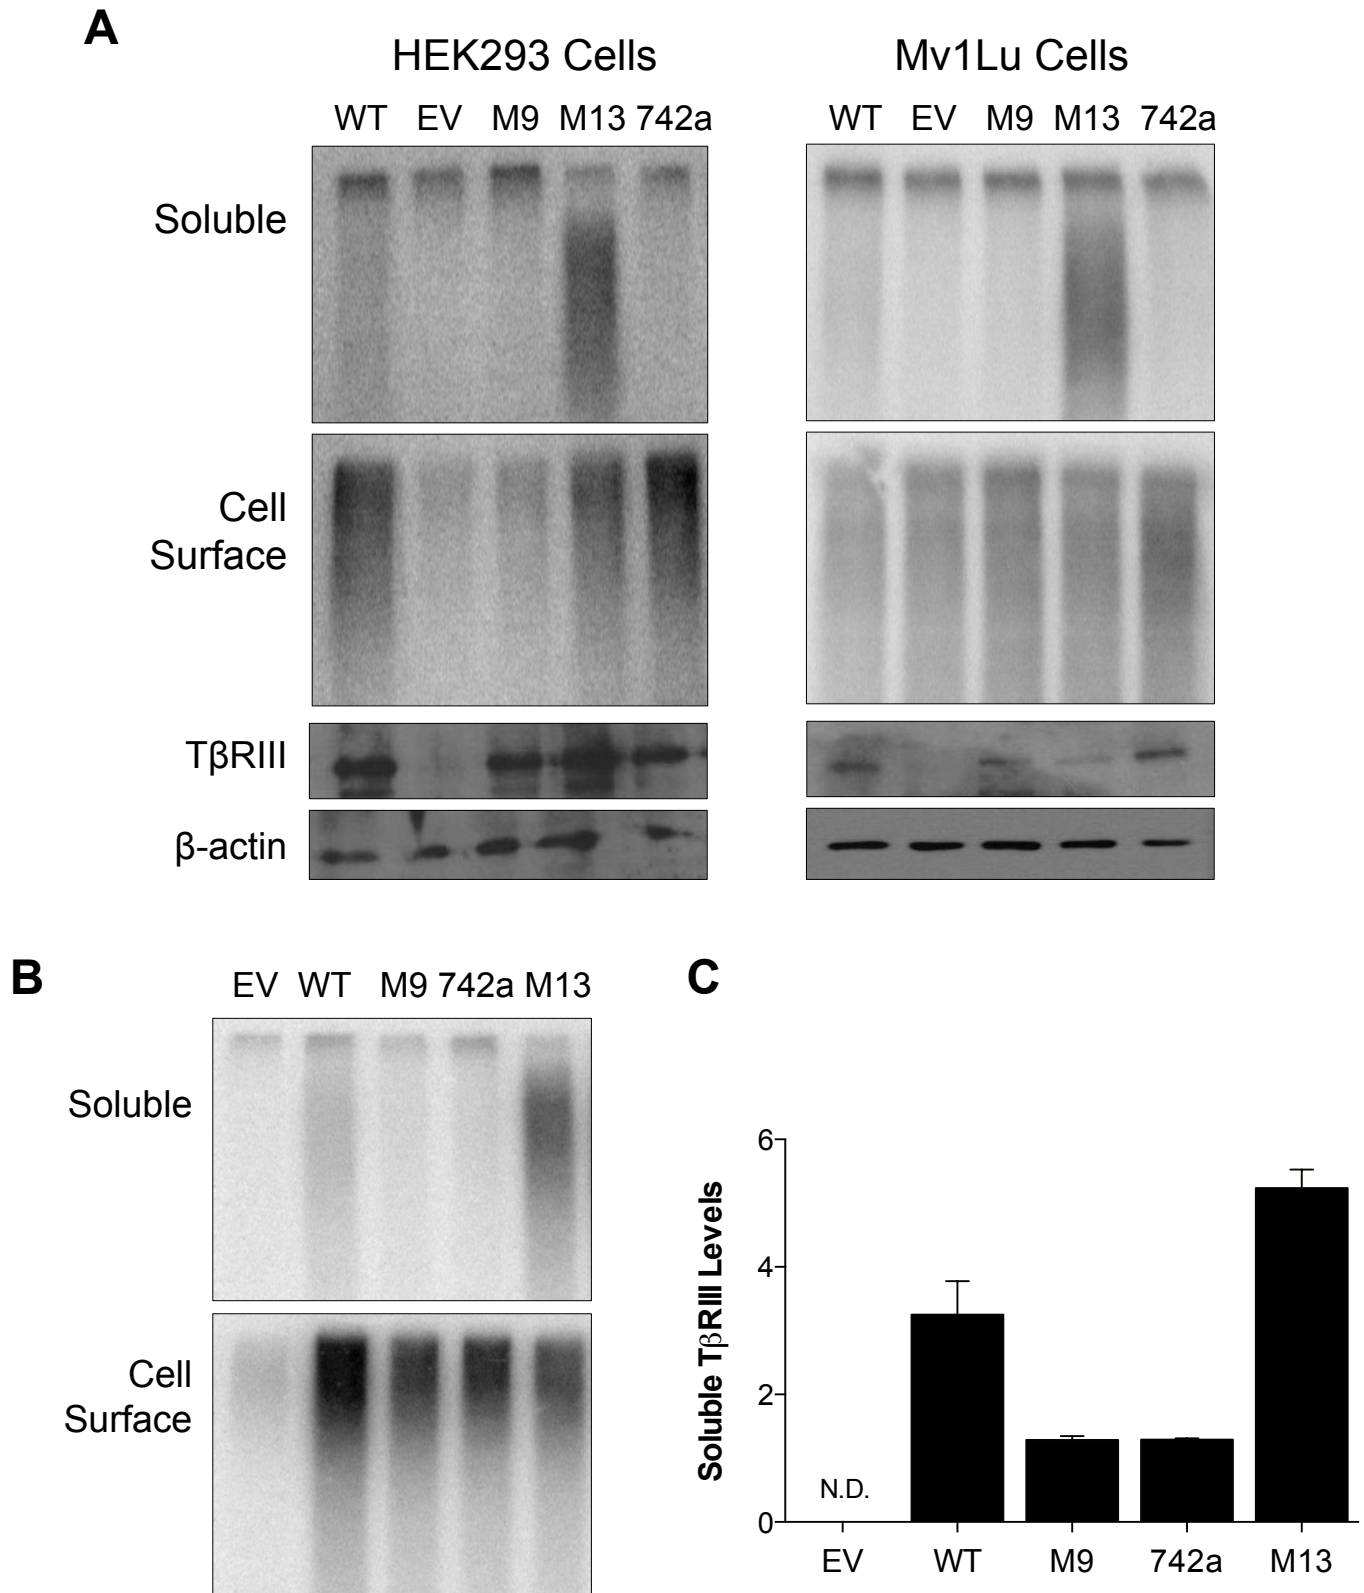 A
HEK293 Cells
Mv1Lu Cells
WT EV M9 M13 742a
WT EV M9 M13 742a
Soluble
Cell
Surface
TβRIII
β-actin
B
EV WT M9 742a M13
Soluble
Cell
Surface
C
Soluble TβRIII Levels
6
4
2
0
N.D.
EV WT M9 742a M13